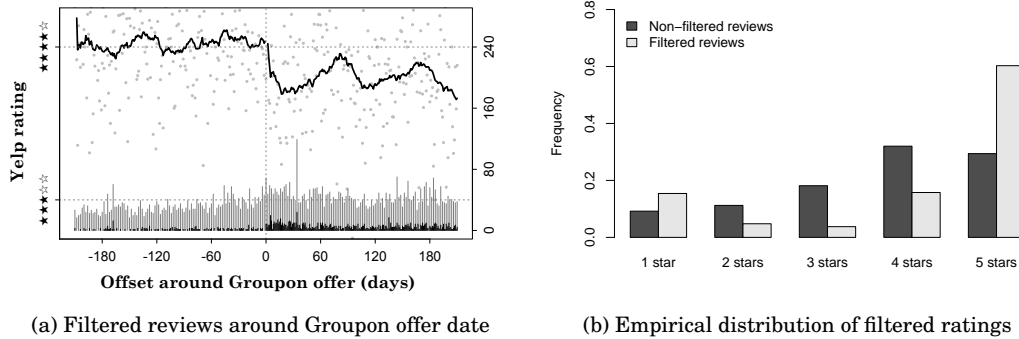 Yelp rating
★★★★☆
★★★☆☆
240
160
80
0
-180 -120 -60 0 60 120 180
Offset around Groupon offer (days)
(a) Filtered reviews around Groupon offer date
Frequency
0.8
0.6
0.4
0.2
0.0
Non-filtered reviews
Filtered reviews
1 star 2 stars 3 stars 4 stars 5 stars
(b) Empirical distribution of filtered ratings